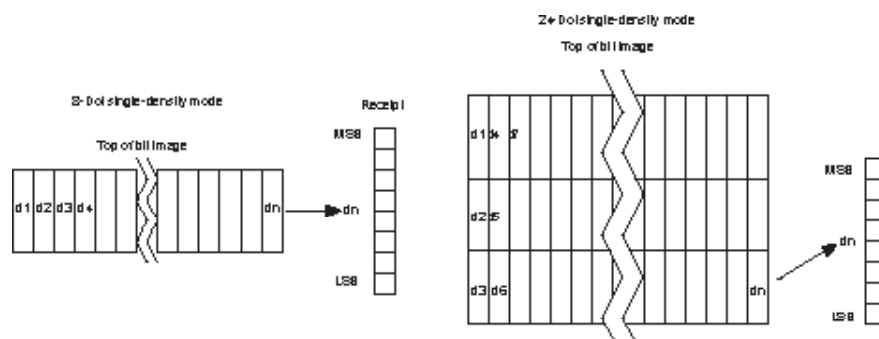 8-Dot single-density mode
Top of bit image
d1 d2 d3 d4 dn
Receipt
MSB
dn
LSB
24-Dot single-density mode
Top of bit image
d1 d4 d7
d2 d5
d3 d6 dn
MSB
dn
LSB